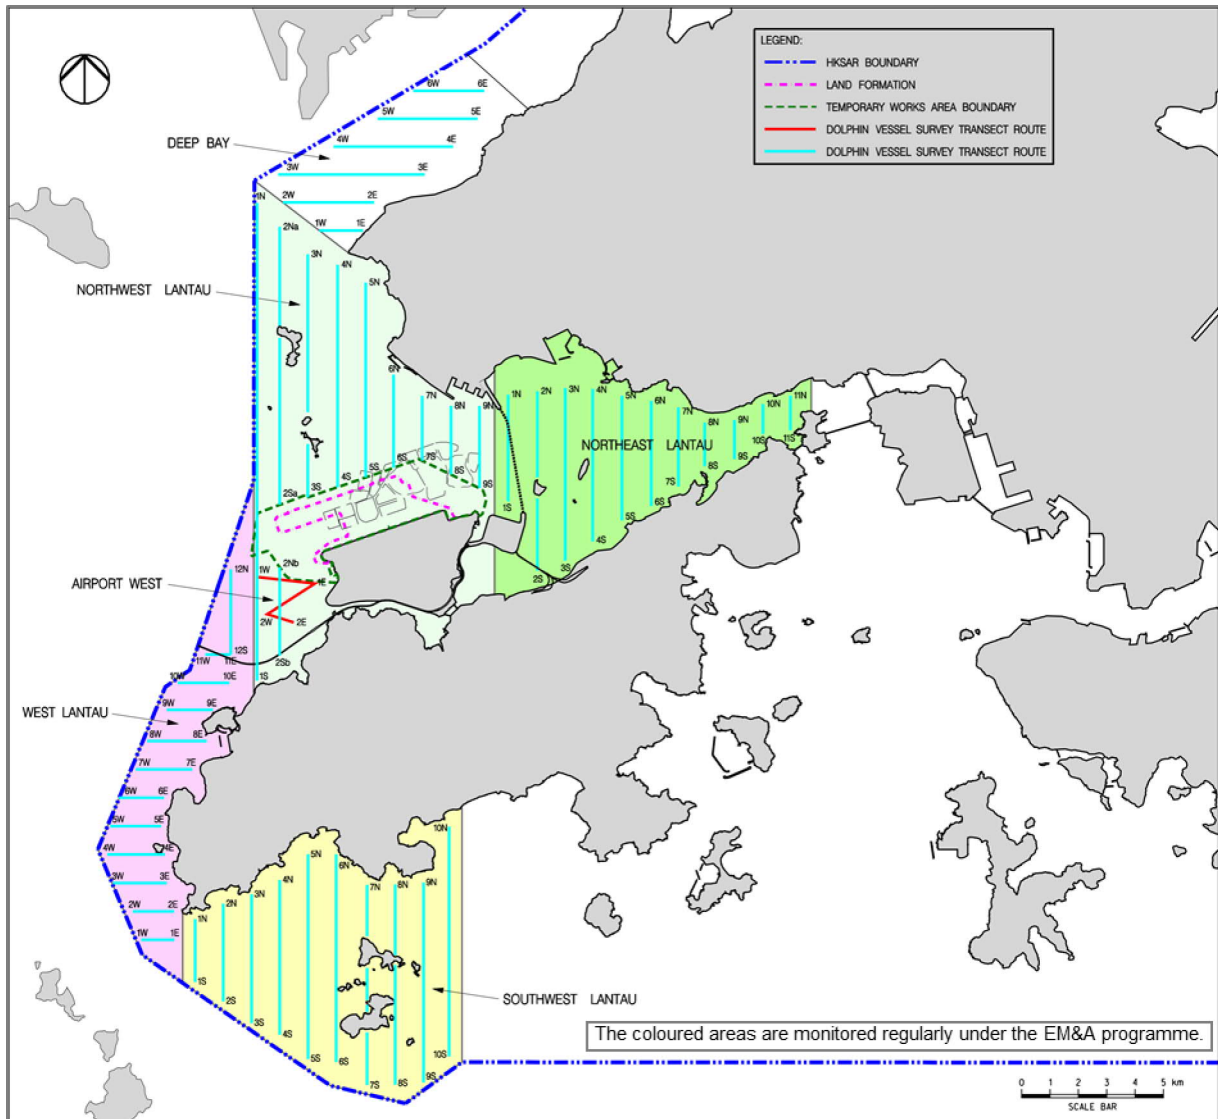 LEGEND:
HKSAR BOUNDARY
LAND FORMATION
TEMPORARY WORKS AREA BOUNDARY
DOLPHIN VESSEL SURVEY TRANSECT ROUTE
DOLPHIN VESSEL SURVEY TRANSECT ROUTE
6W 6E
5W 5E
DEEP BAY
4W 4E
3W 3E
1N 2W 2E
2Na 1W 1E
3N
4N
5N
NORTHWEST LANTAU
6N
7N
8N 9N
1N 2N 3N 4N 5N 6N 7N 8N 9N 10N 11N
NORTHEAST LANTAU
10S 11S
2Sa 3S 4S 5S 6S 7S 8S 9S
1S 2S 3S 4S 5S 6S 7S 8S 9S
12N 1W 2Nb
AIRPORT WEST
1E
2W 2E
12S
11W 11E 2Sb
10W 10E 1S
9W 9E
WEST LANTAU
8W 8E
7W 7E
6W 6E
5W 5E
4W 4E
3W 3E
2W 2E
1W 1E
1N 2N 3N 4N 5N 6N 7N 8N 9N 10N
1S 2S 3S 4S 5S 6S 7S 8S 9S 10S
SOUTHWEST LANTAU
The coloured areas are monitored regularly under the EM&A programme.
0 1 2 3 4 5 km
SCALE BAR